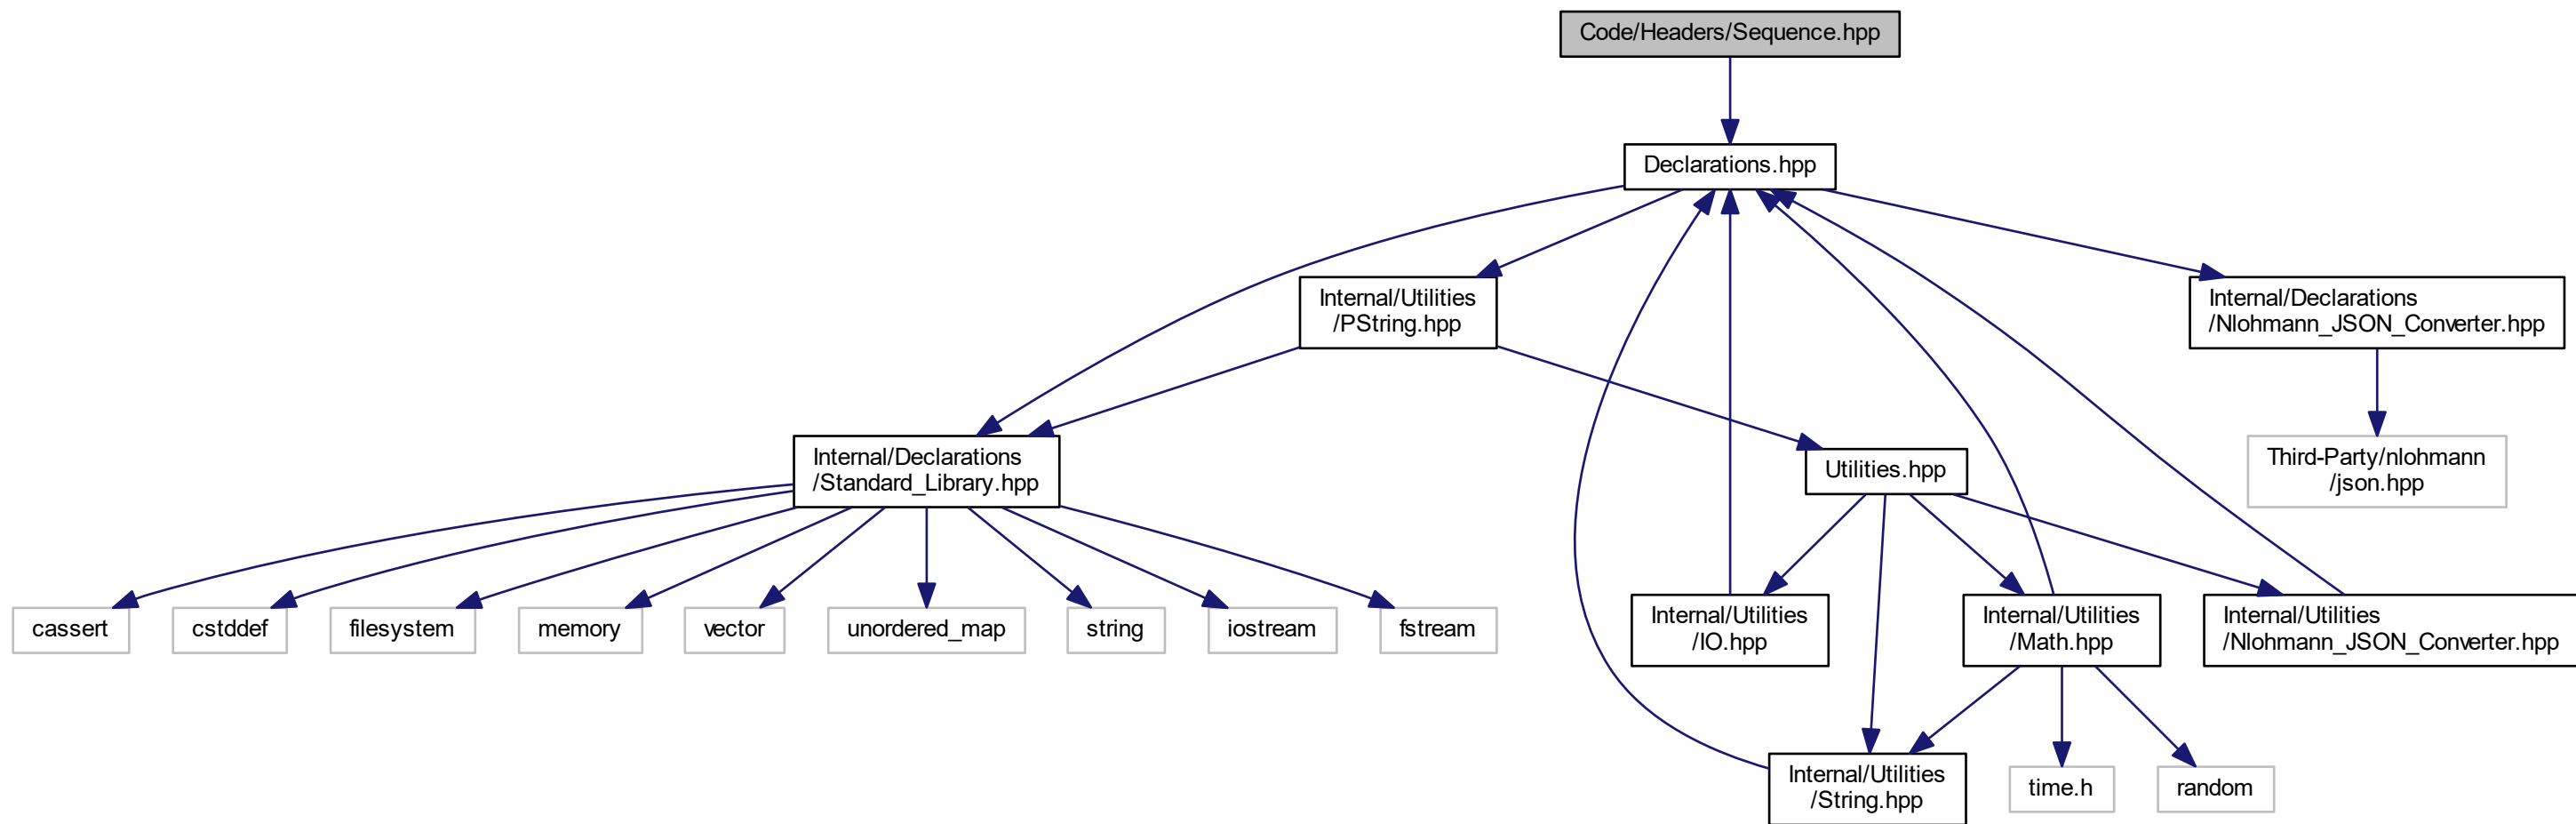 Code/Headers/Sequence.hpp
Declarations.hpp
Internal/Utilities
/PString.hpp
Internal/Declarations
/Nlohmann_JSON_Converter.hpp
Internal/Declarations
/Standard_Library.hpp
Utilities.hpp
Third-Party/nlohmann
/json.hpp
cassert
cstddef
filesystem
memory
vector
unordered_map
string
iostream
fstream
Internal/Utilities
/IO.hpp
Internal/Utilities
/Math.hpp
Internal/Utilities
/Nlohmann_JSON_Converter.hpp
Internal/Utilities
/String.hpp
time.h
random